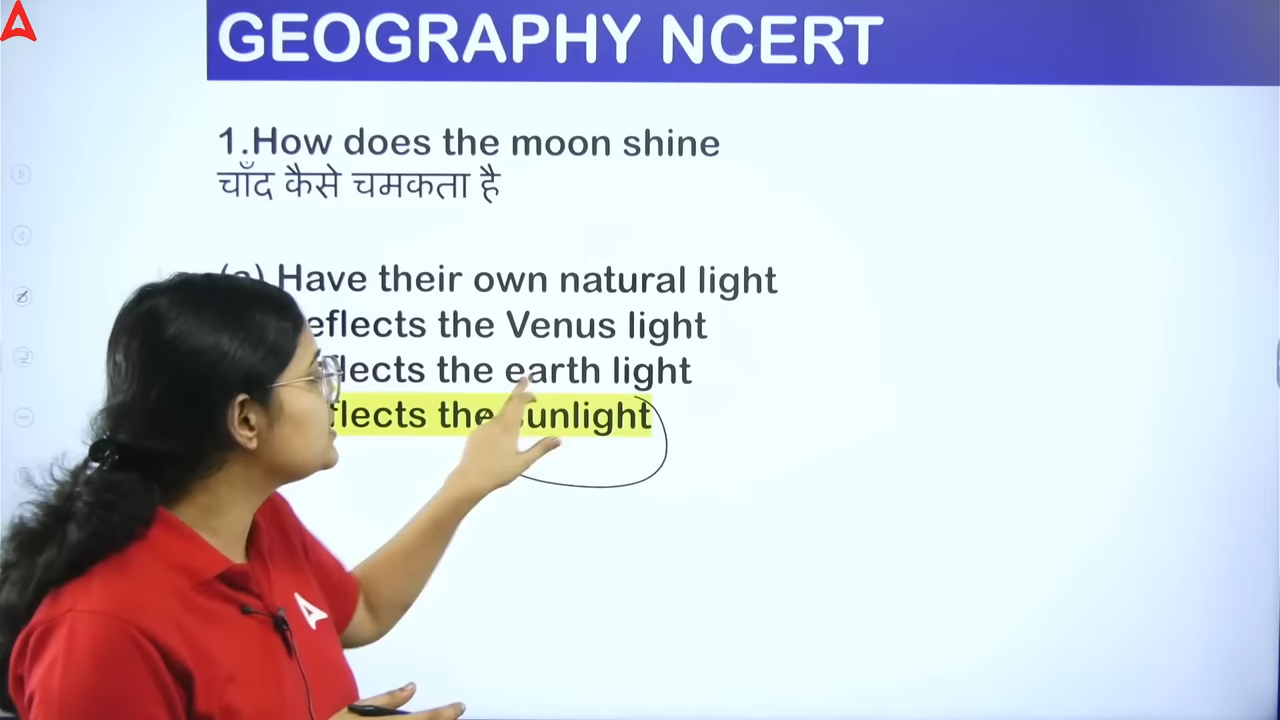 GEOGRAPHY NCERT
1.How does the moon shine
चाँद कैसे चमकता है
Have their own natural light
the Venus light
the earth light
the